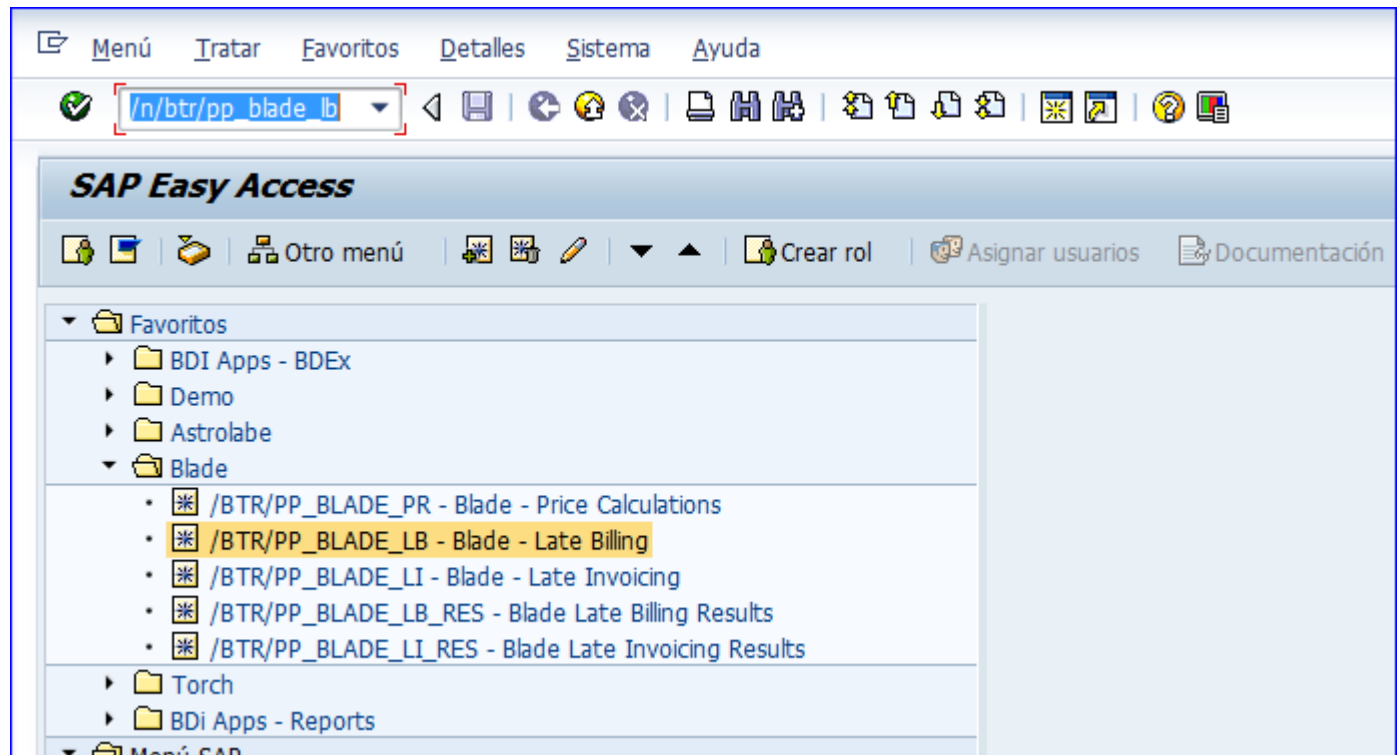 Menú Tratar Favoritos Detalles Sistema Ayuda
/n/btr/pp_blade_lb
SAP Easy Access
Otro menú Crear rol Asignar usuarios Documentación
Favoritos
BDI Apps - BDEx
Demo
Astrolabe
Blade
/BTR/PP_BLADE_PR - Blade - Price Calculations
/BTR/PP_BLADE_LB - Blade - Late Billing
/BTR/PP_BLADE_LI - Blade - Late Invoicing
/BTR/PP_BLADE_LB_RES - Blade Late Billing Results
/BTR/PP_BLADE_LI_RES - Blade Late Invoicing Results
Torch
BDi Apps - Reports
Menú SAP